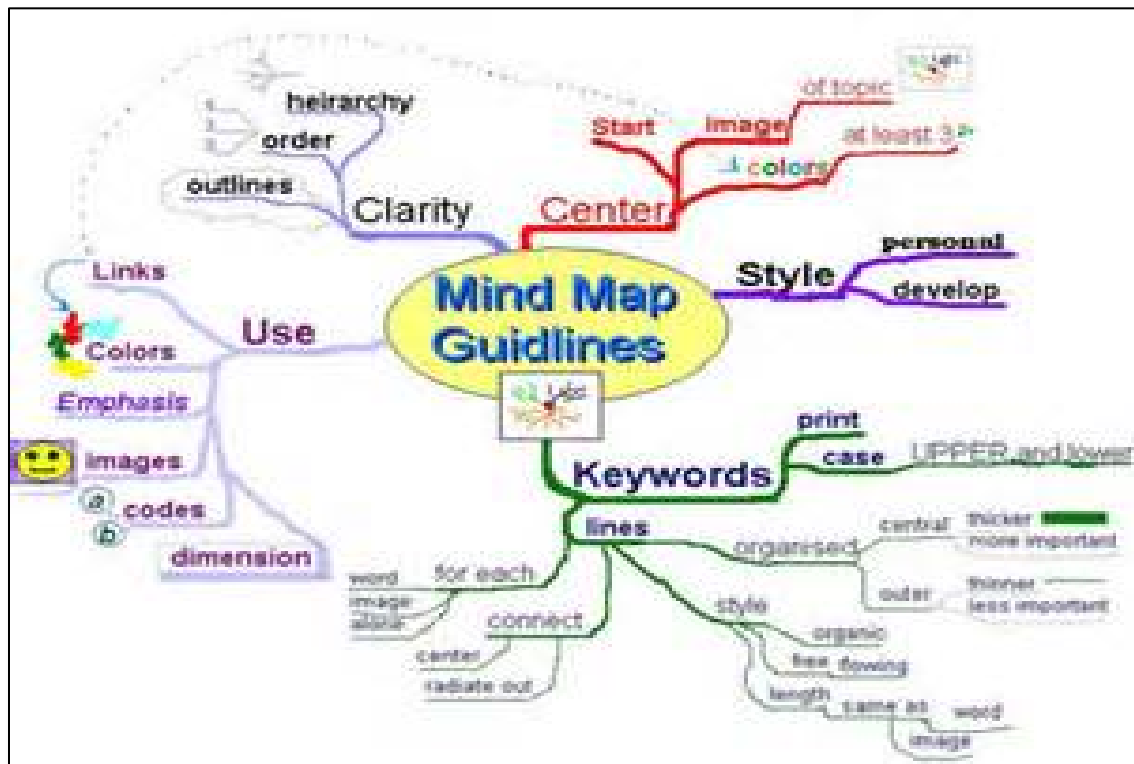 Mind Map
Guidlines
Center
Start
image
of topic
colors
at least 3
Style
personal
develop
Keywords
print
case
UPPER and lower
lines
organised
central
thicker
more important
outer
thinner
less important
style
organic
free flowing
length
same as
word
image
connect
center
radiate out
for each
word
image
alone
Use
Links
Colors
Emphasis
images
codes
a
b
dimension
Clarity
heirarchy
order
outlines